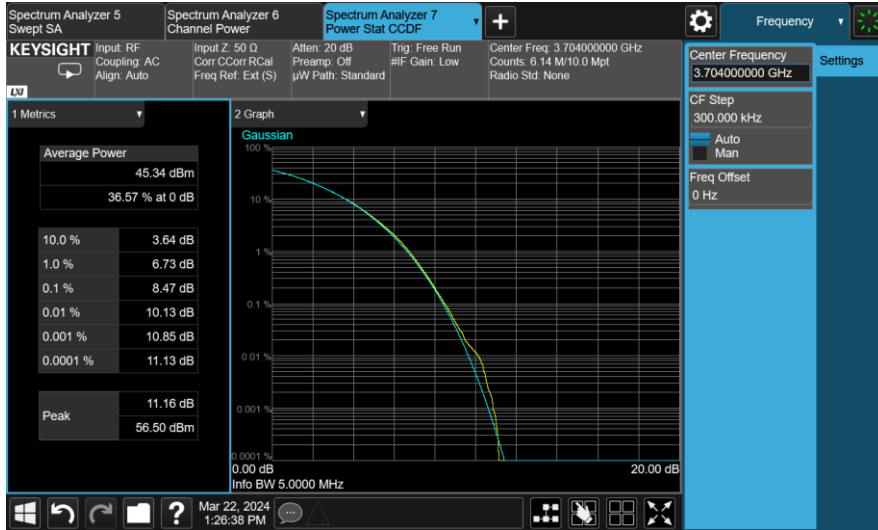 Spectrum Analyzer 5
Swept SA
Spectrum Analyzer 6
Channel Power
Spectrum Analyzer 7
Power Stat CCDF
Frequency
KEYSIGHT
LXI
Input: RF
Coupling: AC
Align: Auto
Input Z: 50 Ω
Corr CCorr RCal
Freq Ref: Ext (S)
Atten: 20 dB
Preamp: Off
µW Path: Standard
Trig: Free Run
#IF Gain: Low
Center Freq: 3.704000000 GHz
Counts: 6.14 M/10.0 Mpt
Radio Std: None
Center Frequency
3.704000000 GHz
Settings
CF Step
300.000 kHz
Auto
Man
Freq Offset
0 Hz
1 Metrics
Average Power
45.34 dBm
36.57 % at 0 dB
10.0 % 3.64 dB
1.0 % 6.73 dB
0.1 % 8.47 dB
0.01 % 10.13 dB
0.001 % 10.85 dB
0.0001 % 11.13 dB
Peak
11.16 dB
56.50 dBm
2 Graph
Gaussian
100 %
10 %
1 %
0.1 %
0.01 %
0.001 %
0.0001 %
0.00 dB
20.00 dB
Info BW 5.0000 MHz
?
Mar 22, 2024
1:26:38 PM